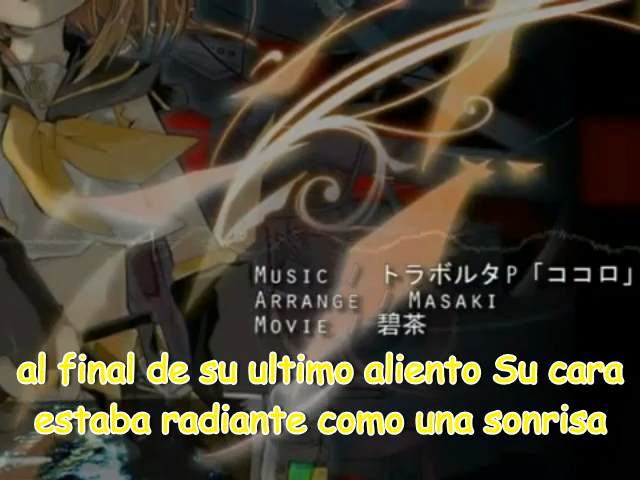 MUSIC / トラボルタP「ココロ」
ARRANGE / MASAKI
MOVIE / 碧茶
al final de su ultimo aliento Su cara
estaba radiante como una sonrisa